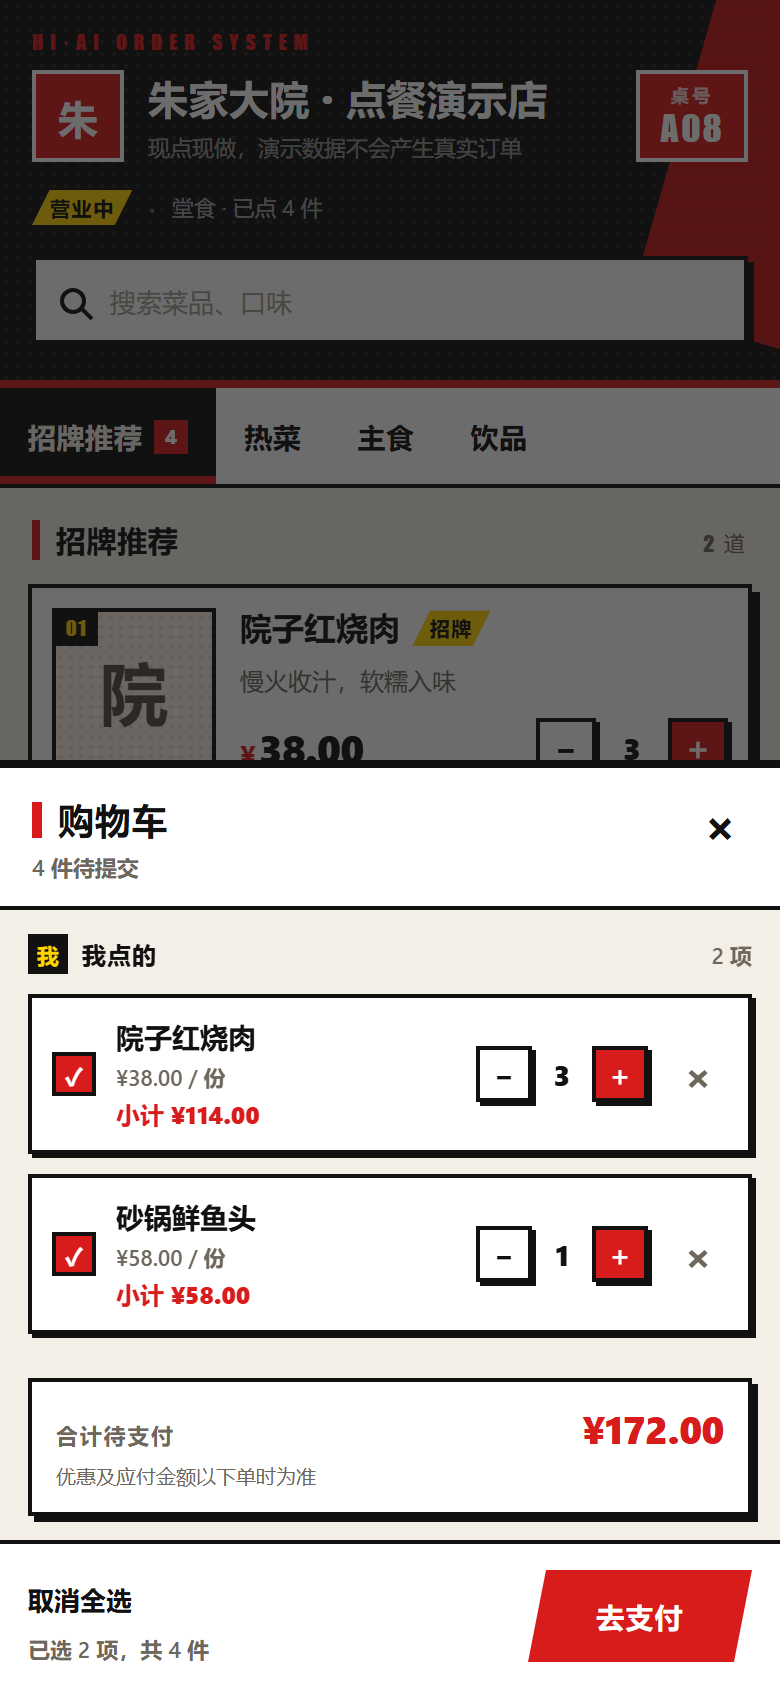 HI·AI ORDER SYSTEM
朱
朱家大院·点餐演示店
现点现做，演示数据不会产生真实订单
桌号
A08
营业中 · 堂食 · 已点 4 件
搜索菜品、口味
招牌推荐 4 热菜 主食 饮品
招牌推荐
2 道
01
院
院子红烧肉 招牌
慢火收汁，软糯入味
¥38.00
− 3 +
购物车
×
4 件待提交
我 我点的
2 项
✓
院子红烧肉
¥38.00 / 份
小计 ¥114.00
− 3 + ×
✓
砂锅鲜鱼头
¥58.00 / 份
小计 ¥58.00
− 1 + ×
合计待支付
¥172.00
优惠及应付金额以下单时为准
取消全选
已选 2 项，共 4 件
去支付